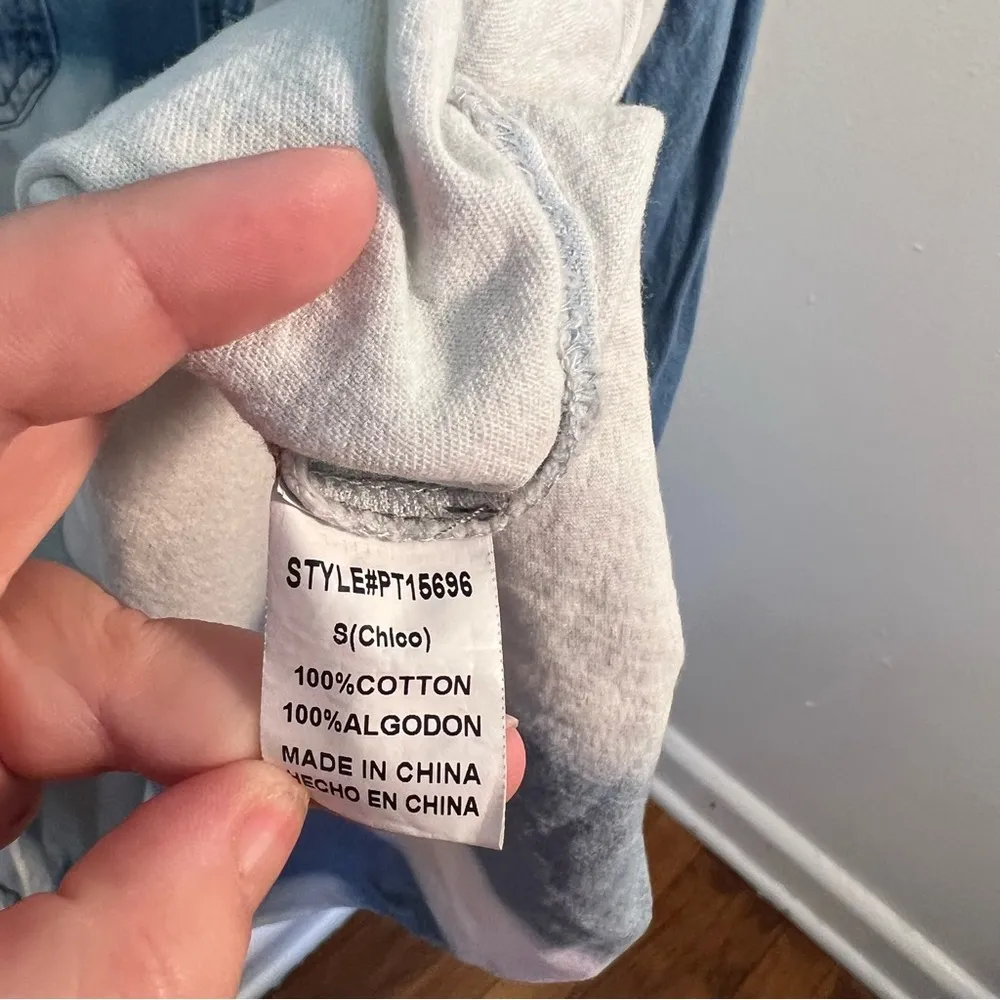 STYLE#PT15696
S(Chico)
100%COTTON
100%ALGODON
MADE IN CHINA
HECHO EN CHINA